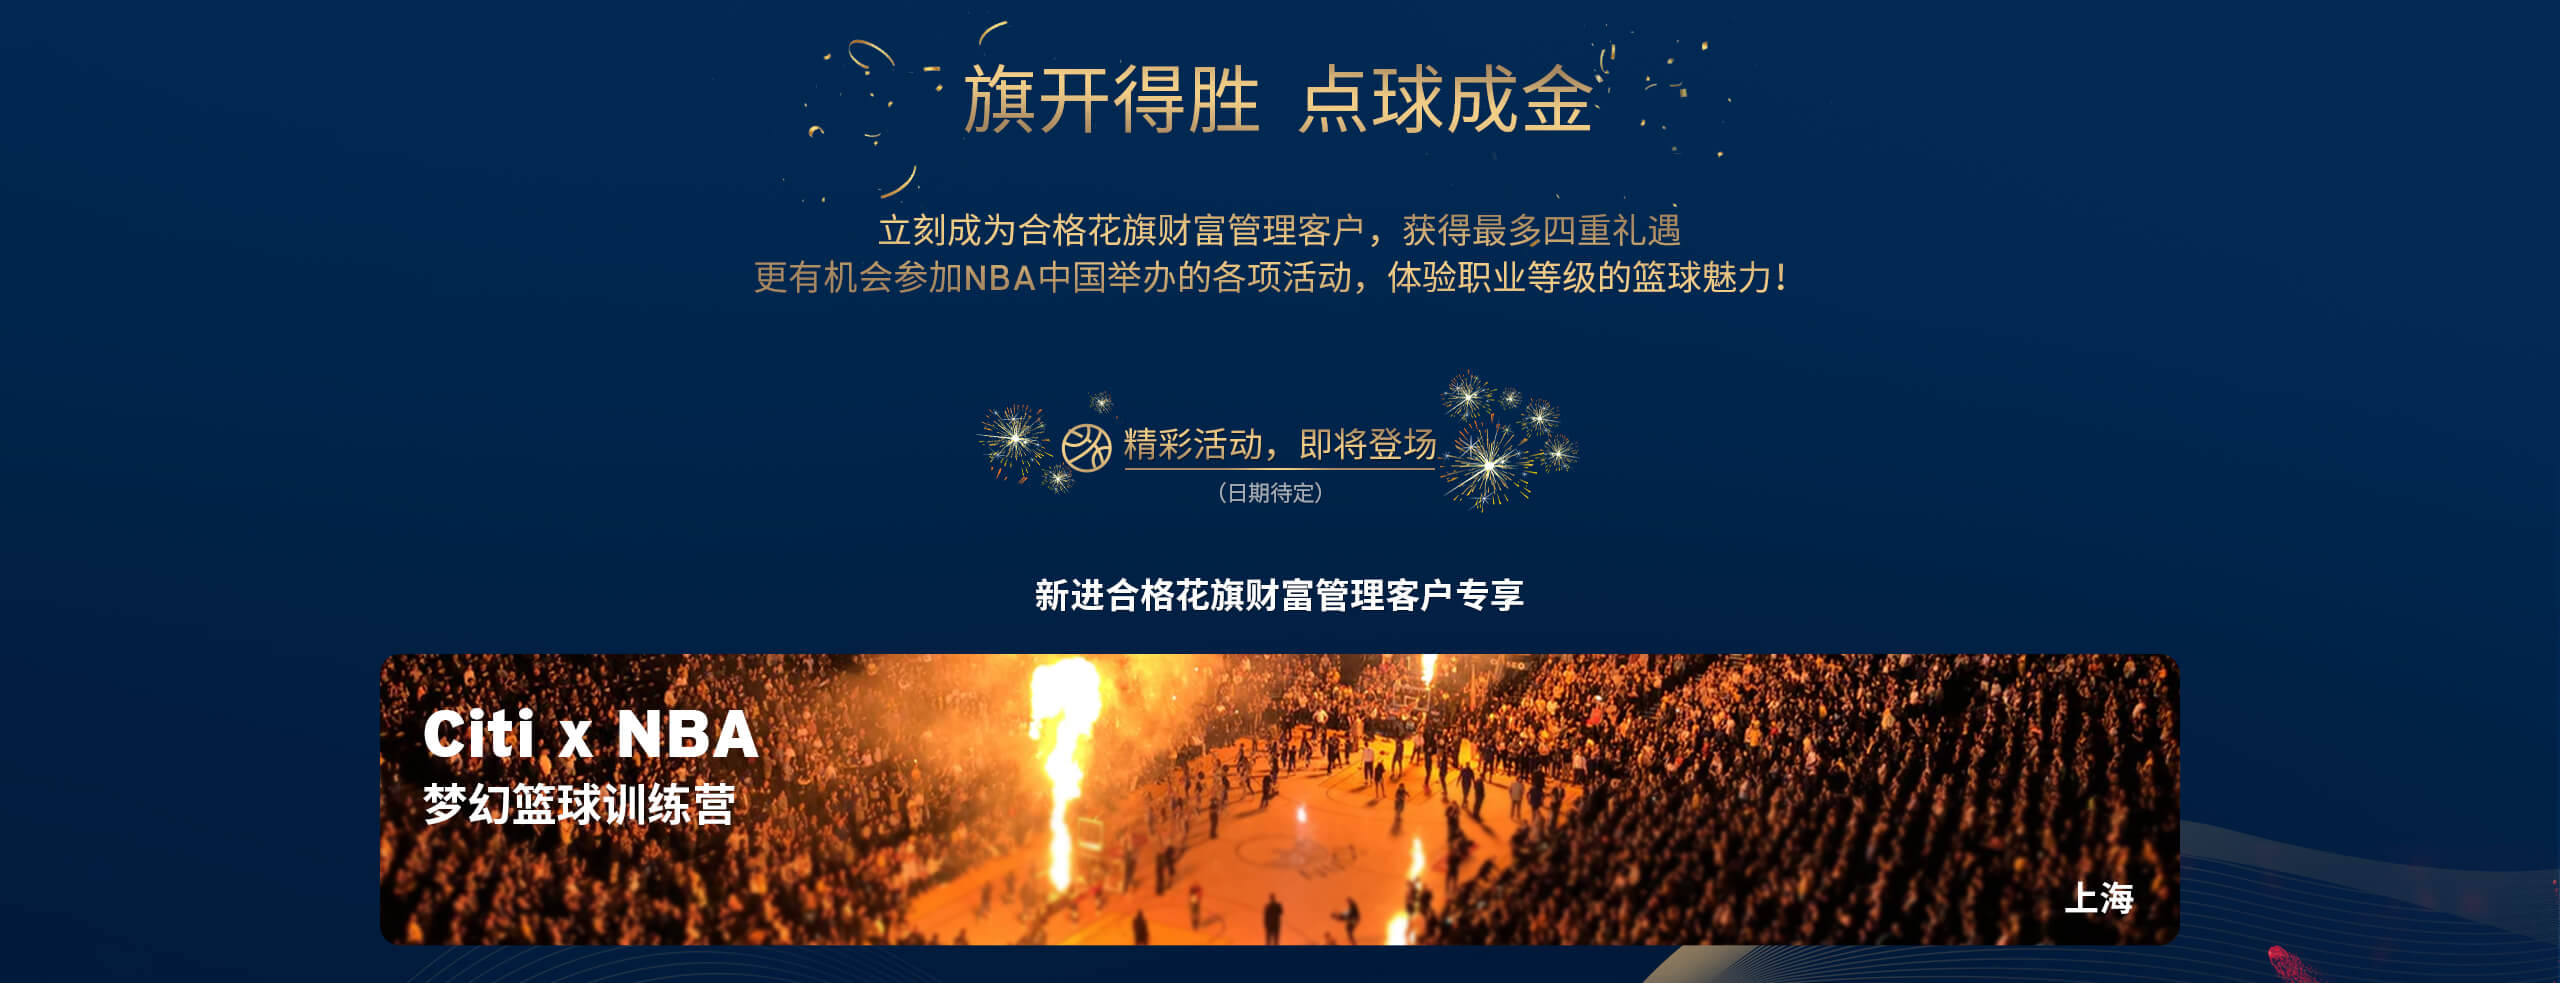 旗开得胜 点球成金
立刻成为合格花旗财富管理客户，获得最多四重礼遇
更有机会参加NBA中国举办的各项活动，体验职业等级的篮球魅力！
精彩活动，即将登场
（日期待定）
新进合格花旗财富管理客户专享
Citi x NBA
梦幻篮球训练营
上海